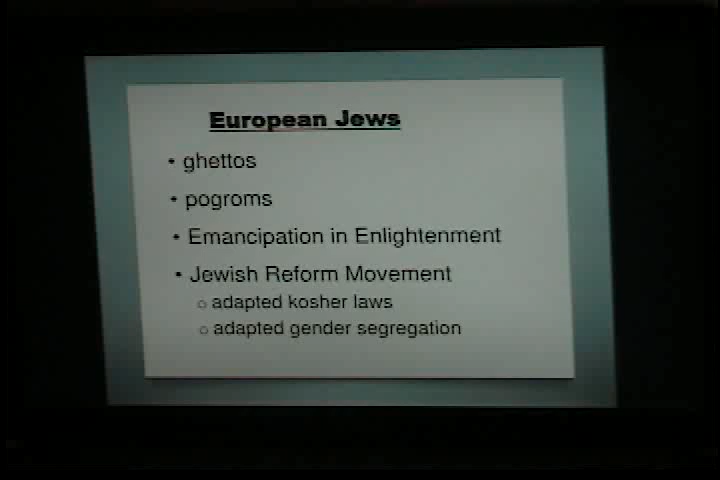 European Jews
• ghettos
• pogroms
• Emancipation in Enlightenment
• Jewish Reform Movement
○ adapted kosher laws
○ adapted gender segregation